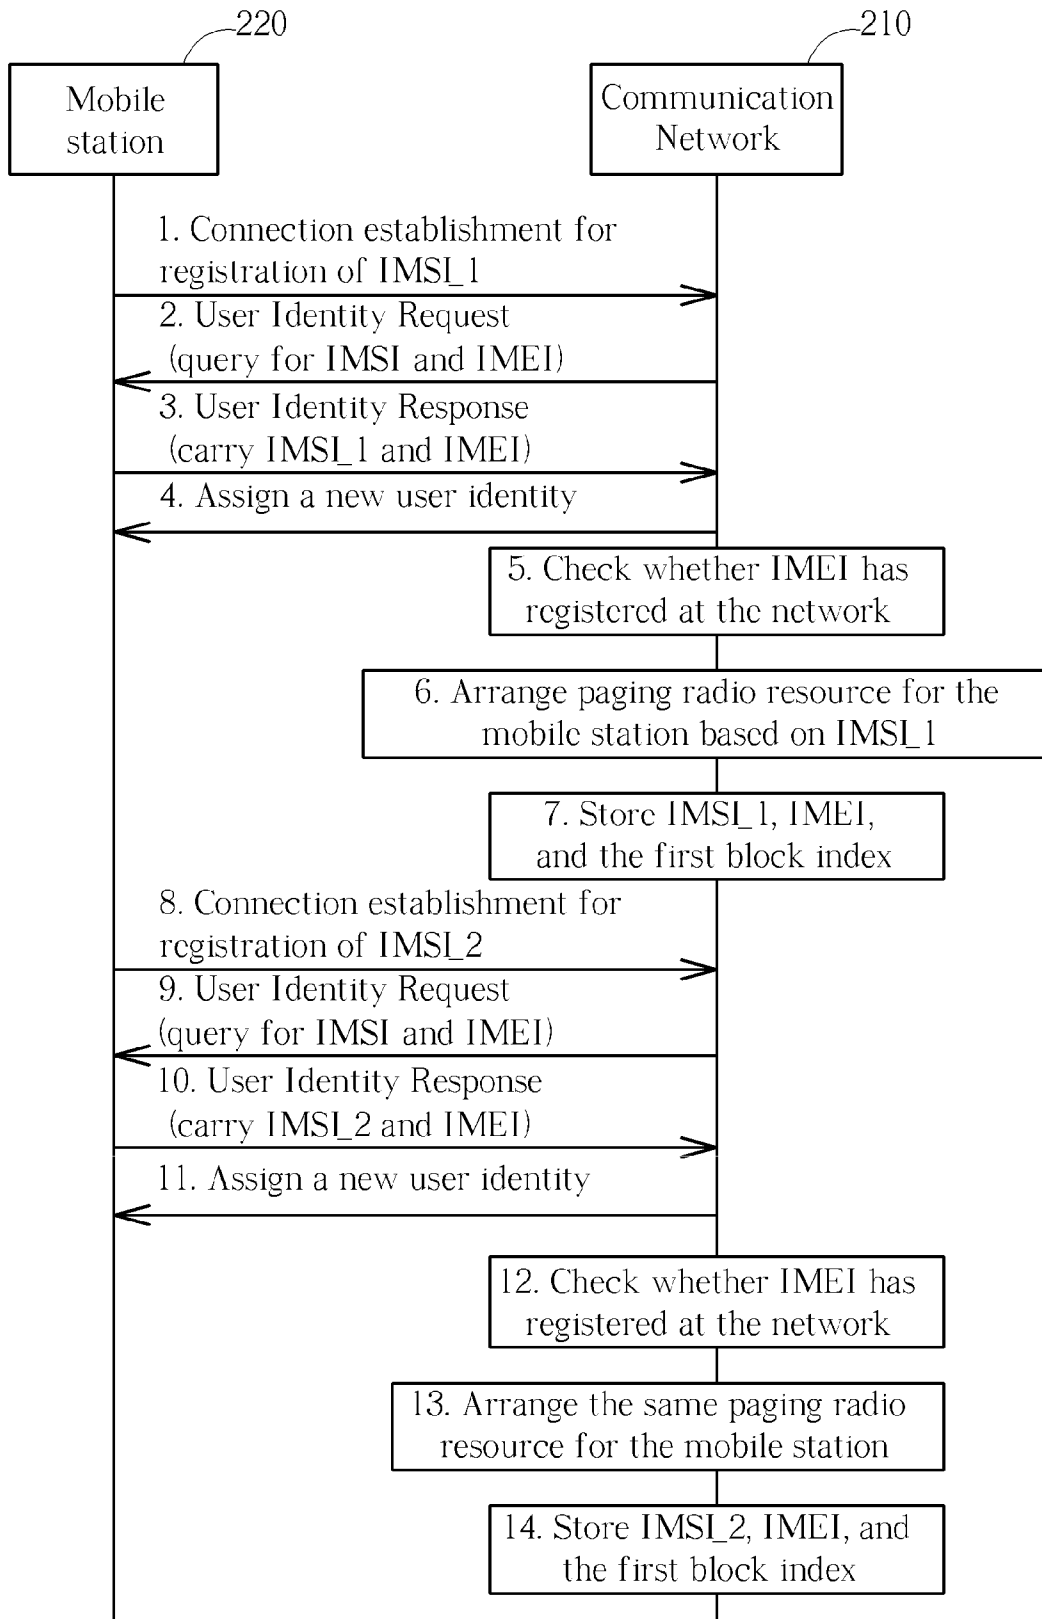 220
210
Mobile
station
Communication
Network
1. Connection establishment for
registration of IMSI_1
2. User Identity Request
(query for IMSI and IMEI)
3. User Identity Response
(carry IMSI_1 and IMEI)
4. Assign a new user identity
5. Check whether IMEI has
registered at the network
6. Arrange paging radio resource for the
mobile station based on IMSI_1
7. Store IMSI_1, IMEI,
and the first block index
8. Connection establishment for
registration of IMSI_2
9. User Identity Request
(query for IMSI and IMEI)
10. User Identity Response
(carry IMSI_2 and IMEI)
11. Assign a new user identity
12. Check whether IMEI has
registered at the network
13. Arrange the same paging radio
resource for the mobile station
14. Store IMSI_2, IMEI, and
the first block index